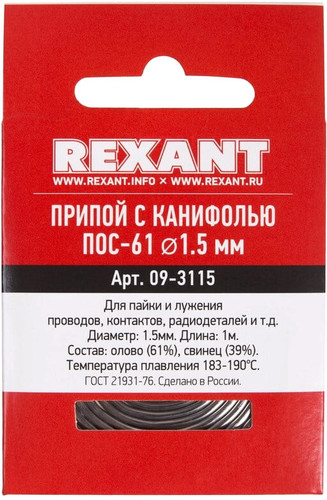 REXANT
WWW.REXANT.INFO × WWW.REXANT.RU
ПРИПОЙ С КАНИФОЛЬЮ
ПОС-61 ⌀1.5 мм
Арт. 09-3115
Для пайки и лужения
проводов, контактов, радиодеталей и т.д.
Диаметр: 1.5мм. Длина: 1м.
Состав: олово (61%), свинец (39%).
Температура плавления 183-190°С.
ГОСТ 21931-76. Сделано в России.